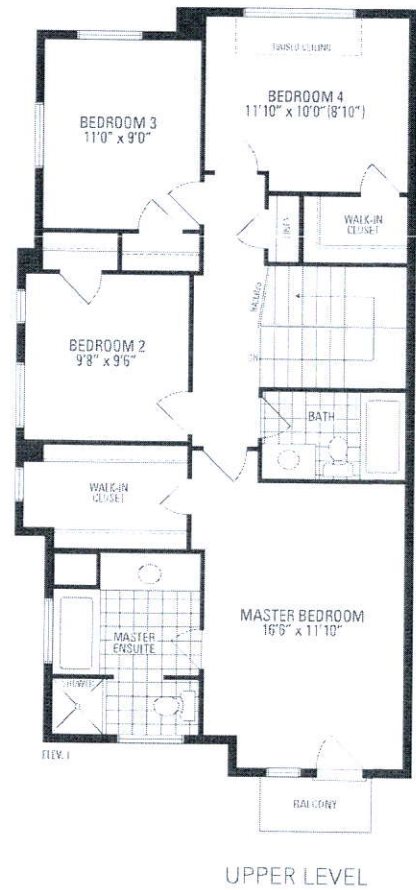 RAISED CEILING
BEDROOM 4
11'10" x 10'0" (8'10")
BEDROOM 3
11'0" x 9'0"
WALK-IN
CLOSET
LINEN
RAILING
DN
BEDROOM 2
9'8" x 9'6"
BATH
WALK-IN
CLOSET
MASTER BEDROOM
16'6" x 11'10"
MASTER
ENSUITE
SHOWER
ELEV. 1
BALCONY
UPPER LEVEL